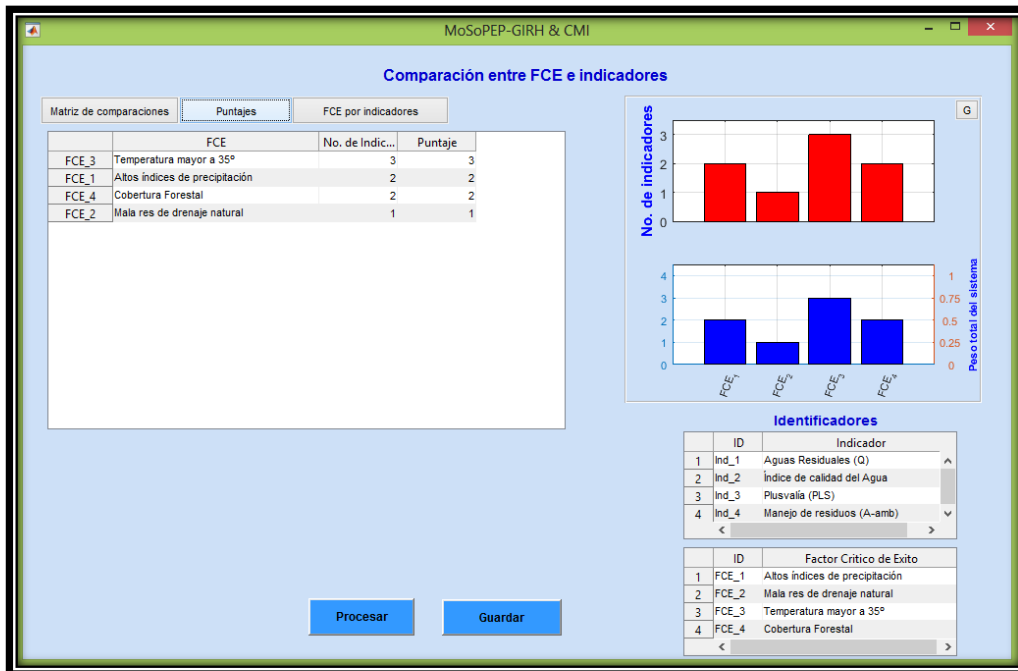 MoSoPEP-GIRH & CMI
Comparación entre FCE e indicadores
Matriz de comparaciones Puntajes FCE por indicadores
FCE No. de Indic... Puntaje
FCE_3 Temperatura mayor a 35º 3 3
FCE_1 Altos índices de precipitación 2 2
FCE_4 Cobertura Forestal 2 2
FCE_2 Mala res de drenaje natural 1 1
G
No. de indicadores
3
2
1
0
4 1
3 0.75
2 0.5
1 0.25
0 0
Peso total del sistema
FCE₁ FCE₂ FCE₃ FCE₄
Identificadores
ID Indicador
1 Ind_1 Aguas Residuales (Q)
2 Ind_2 Índice de calidad del Agua
3 Ind_3 Plusvalía (PLS)
4 Ind_4 Manejo de residuos (A-amb)
ID Factor Critico de Exito
1 FCE_1 Altos índices de precipitación
2 FCE_2 Mala res de drenaje natural
3 FCE_3 Temperatura mayor a 35º
4 FCE_4 Cobertura Forestal
Procesar Guardar